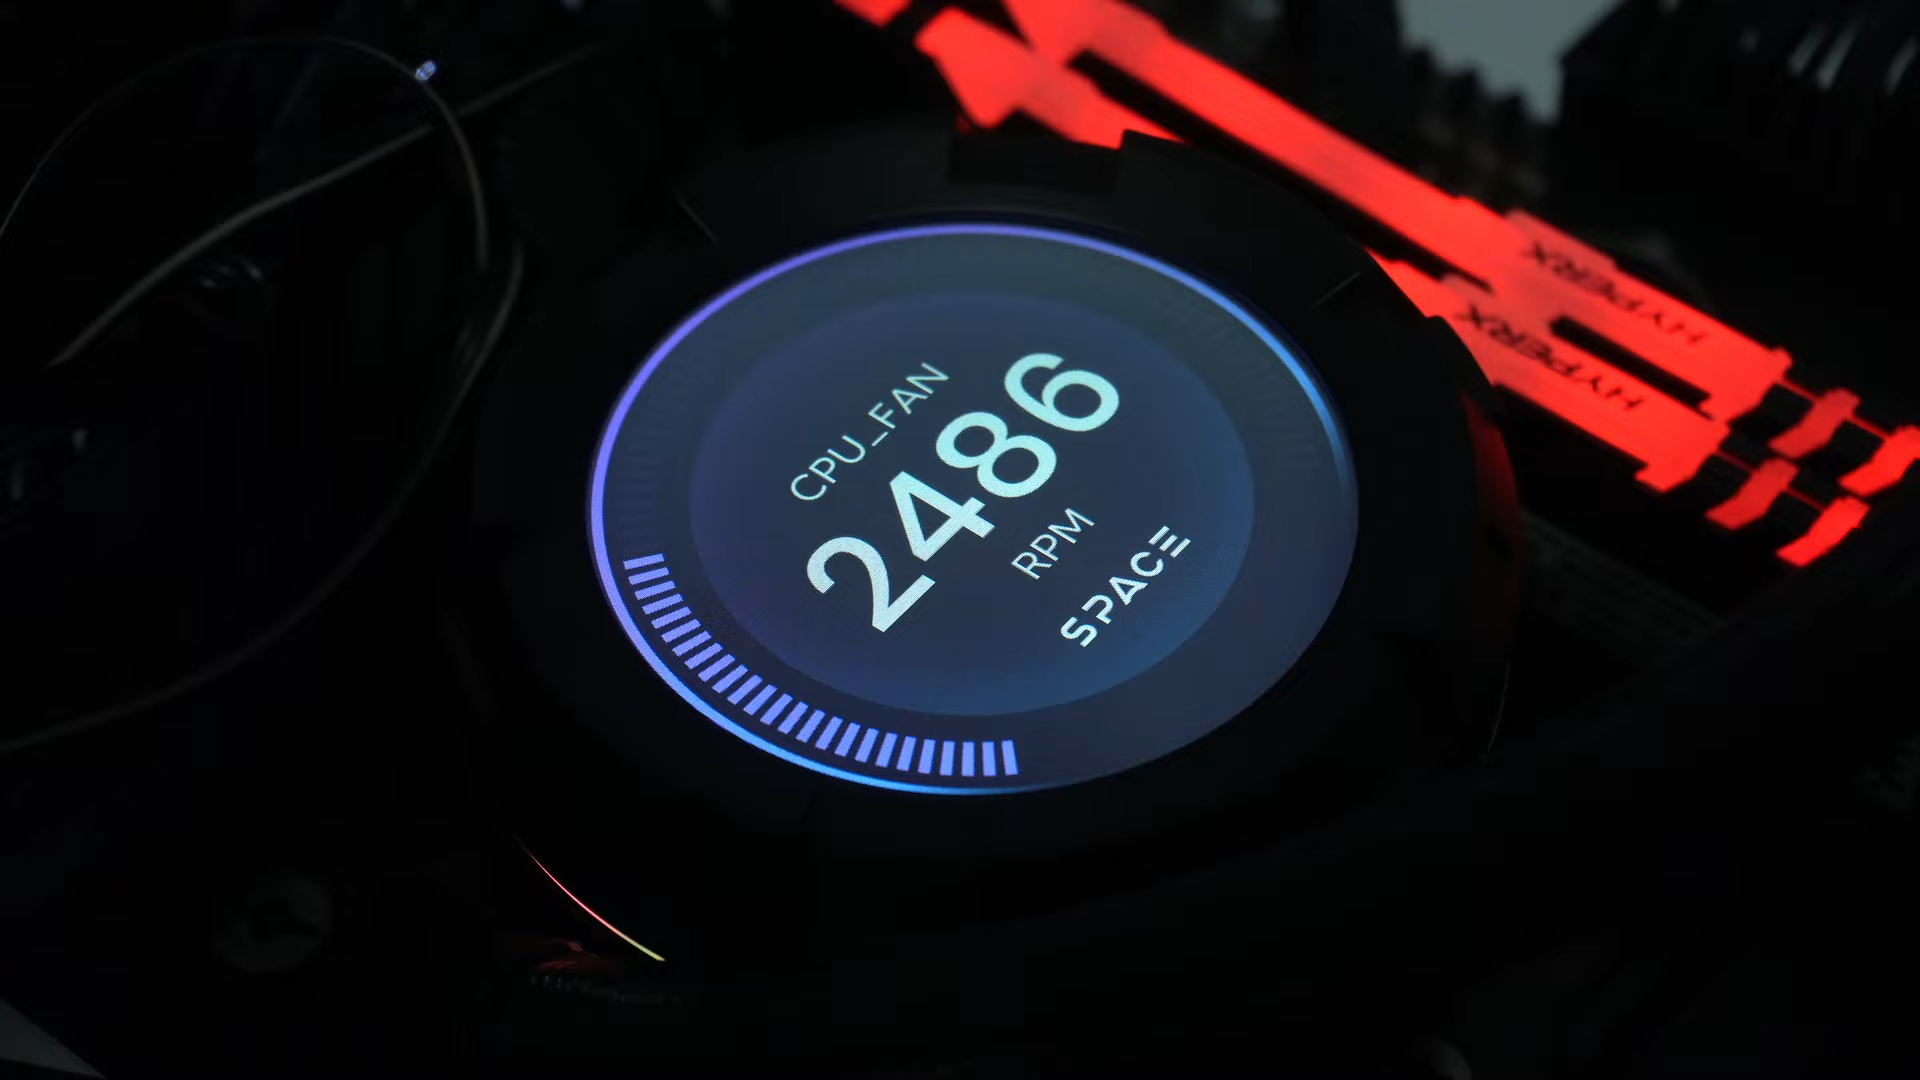 CPU_FAN
2486
RPM
SPACE
HYPERX
HYPERX